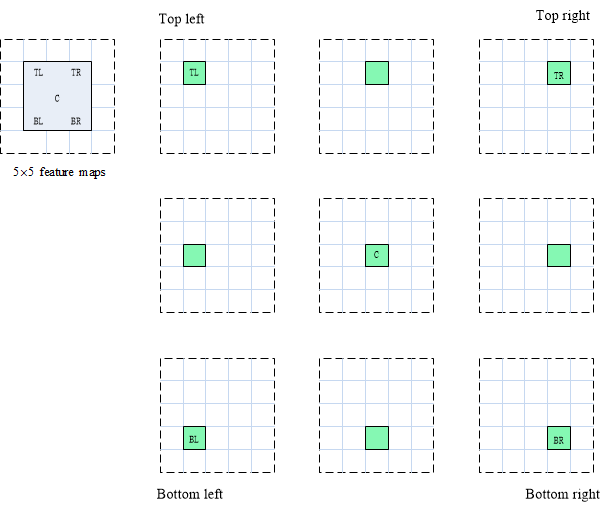 Top left
Top right
TL TR
C
BL BR
5×5 feature maps
TL
TR
C
BL
BR
Bottom left
Bottom right